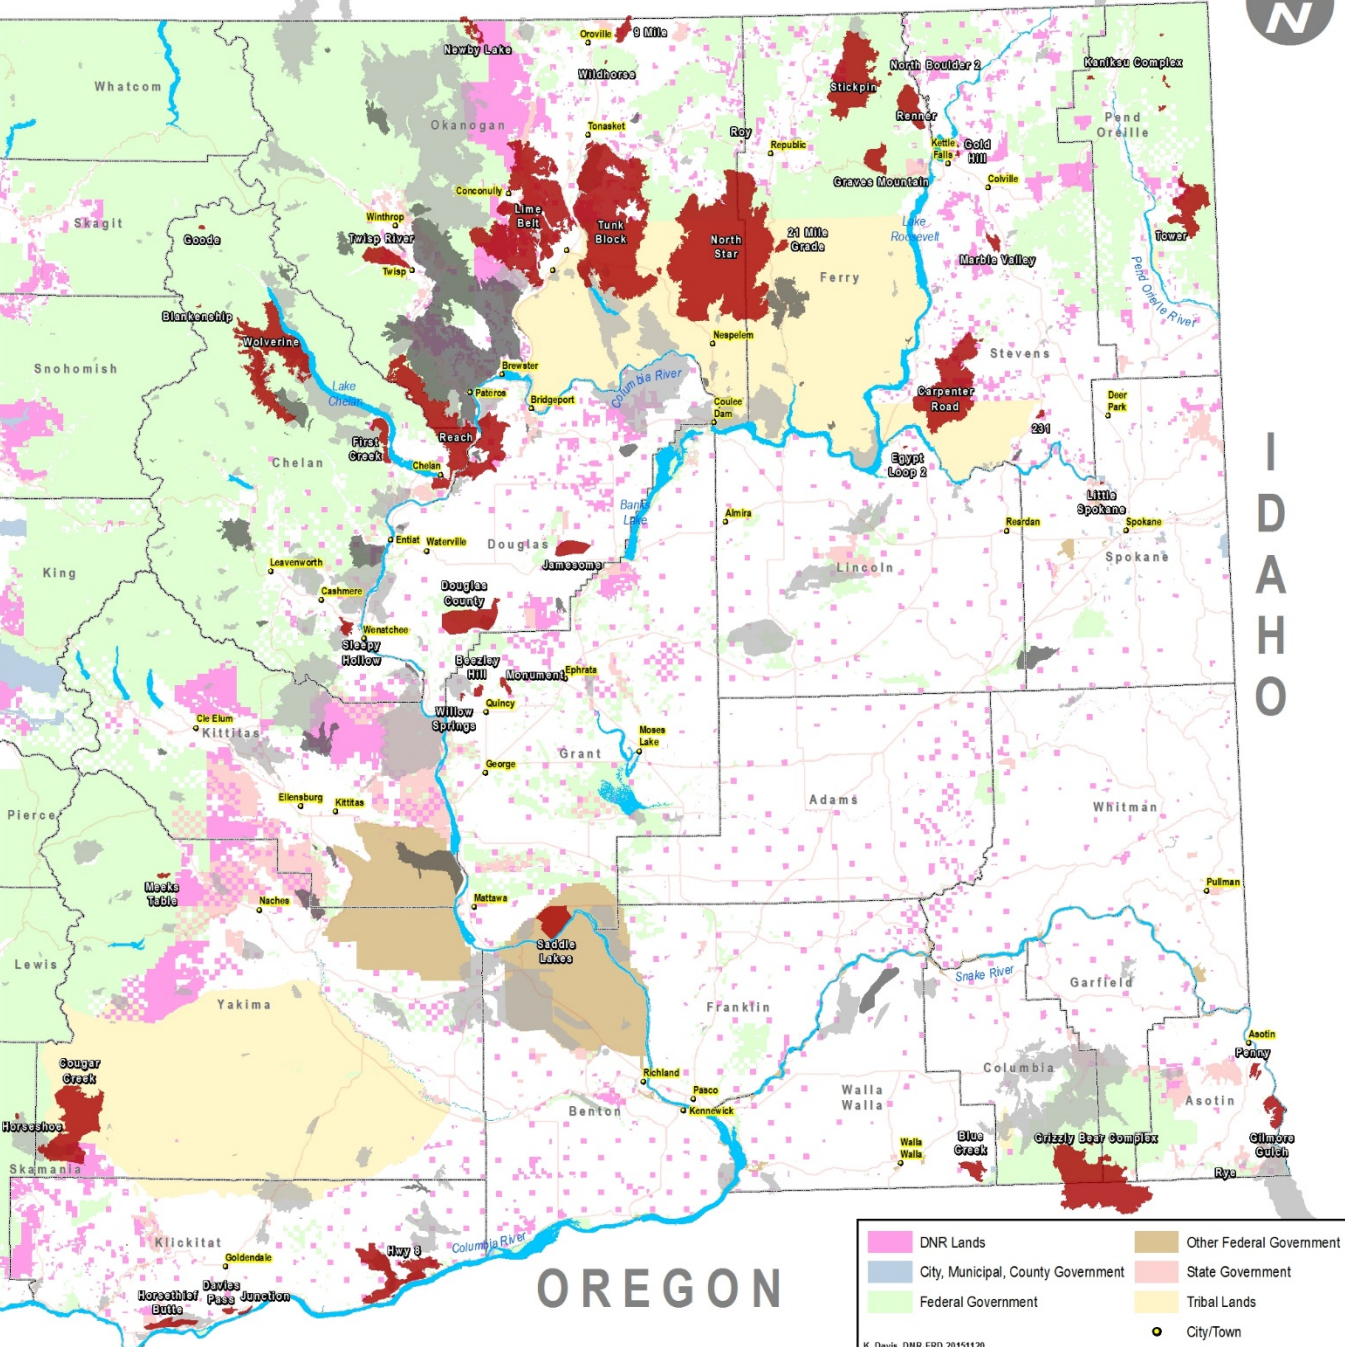 N
Newby Lake
Oroville
9 Mile
Wildhorse
Stickpin
North Boulder 2
Kaniksu Complex
Whatcom
Okanogan
Tonasket
Roy
Republic
Renner
Pend
Oreille
Kettle
Falls
Gold
Hill
Graves Mountain
Colville
Conconully
Skagit
Winthrop
Goode
Twisp River
Twisp
Lime
Belt
Tunk
Block
North
Star
21 Mile
Grade
Lake
Roosevelt
Ferry
Marble Valley
Tower
Pend Orielle River
Blankenship
Wolverine
Snohomish
Nespelem
Stevens
Brewster
Pateros
Bridgeport
Columbia River
Lake
Chelan
Coulee
Dam
Carpenter
Road
Deer
Park
231
First
Creek
Reach
Chelan
Chelan
Egypt
Loop 2
Little
Spokane
Banks
Lake
Almira
Reardan
Spokane
Spokane
Entiat
Waterville
Douglas
Jamesome
Lincoln
King
Leavenworth
Cashmere
Douglas
County
Wenatchee
Sleepy
Hollow
Beezley
Hill
Monument
Ephrata
Quincy
Willow
Springs
Cle Elum
Kittitas
Moses
Lake
Grant
George
Adams
Whitman
Ellensburg
Kittitas
Pierce
Meeks
Table
Naches
Mattawa
Pullman
Saddle
Lakes
Lewis
Yakima
Snake River
Garfield
Franklin
Asotin
Penny
Cougar
Creek
Richland
Pasco
Kennewick
Benton
Walla
Walla
Columbia
Asotin
Horseshoe
Skamania
Walla
Walla
Blue
Creek
Grizzly Bear Complex
Gilmore
Gulch
Rye
Klickitat
Goldendale
Hwy 8
Columbia River
Horsethief
Butte
Davies
Pass
Junction
OREGON
IDAHO
DNR Lands
City, Municipal, County Government
Federal Government
Other Federal Government
State Government
Tribal Lands
City/Town
K. Davis, DNR ERD 20151120